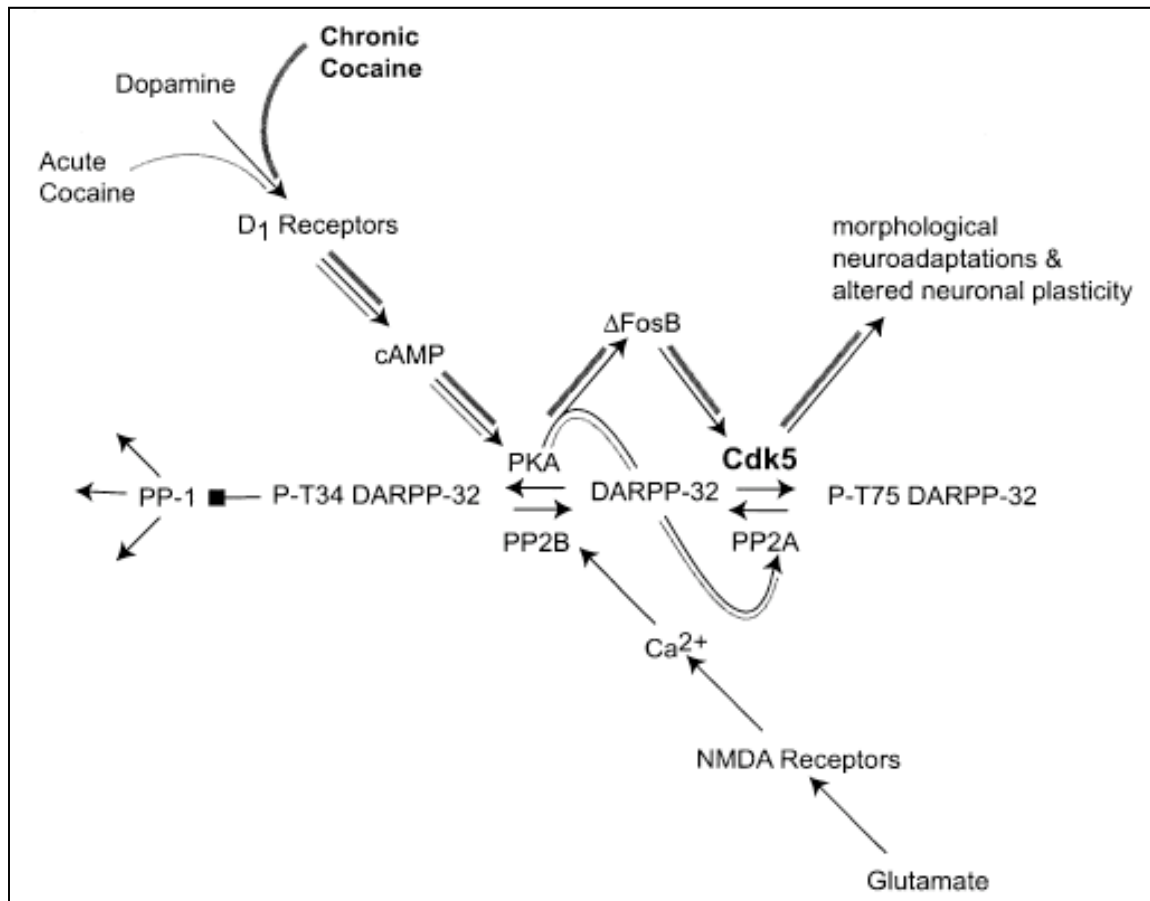 Chronic
Cocaine
Dopamine
Acute
Cocaine
D1 Receptors
morphological
neuroadaptations &
altered neuronal plasticity
ΔFosB
cAMP
PKA
Cdk5
PP-1
P-T34 DARPP-32
DARPP-32
P-T75 DARPP-32
PP2B
PP2A
Ca2+
NMDA Receptors
Glutamate